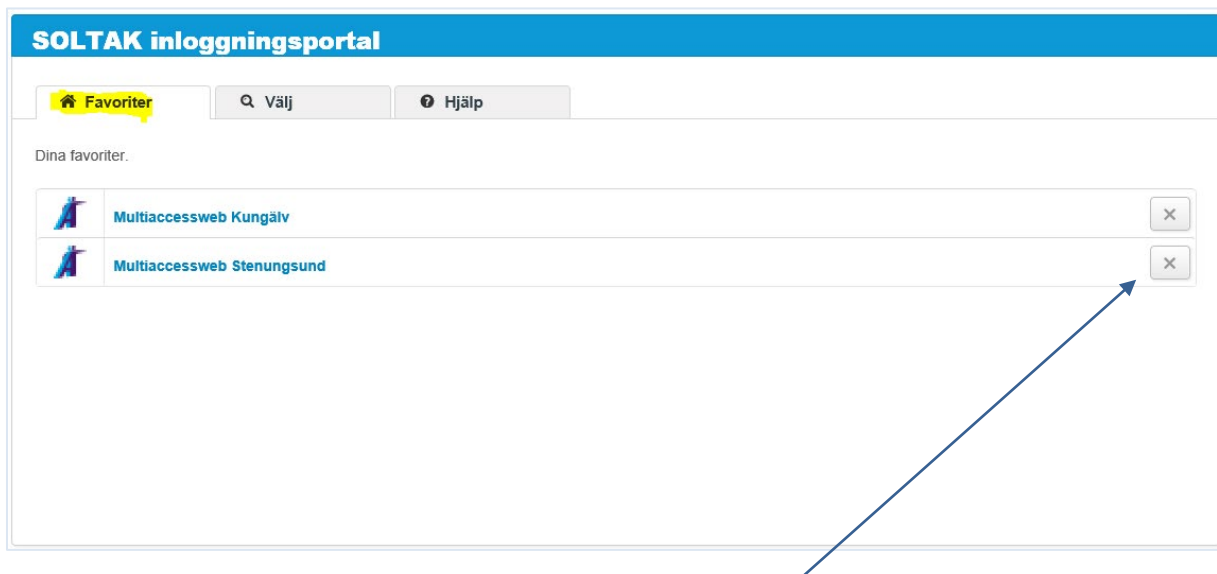 SOLTAK inloggningsportal
Favoriter Välj Hjälp
Dina favoriter.
Multiaccessweb Kungälv
Multiaccessweb Stenungsund